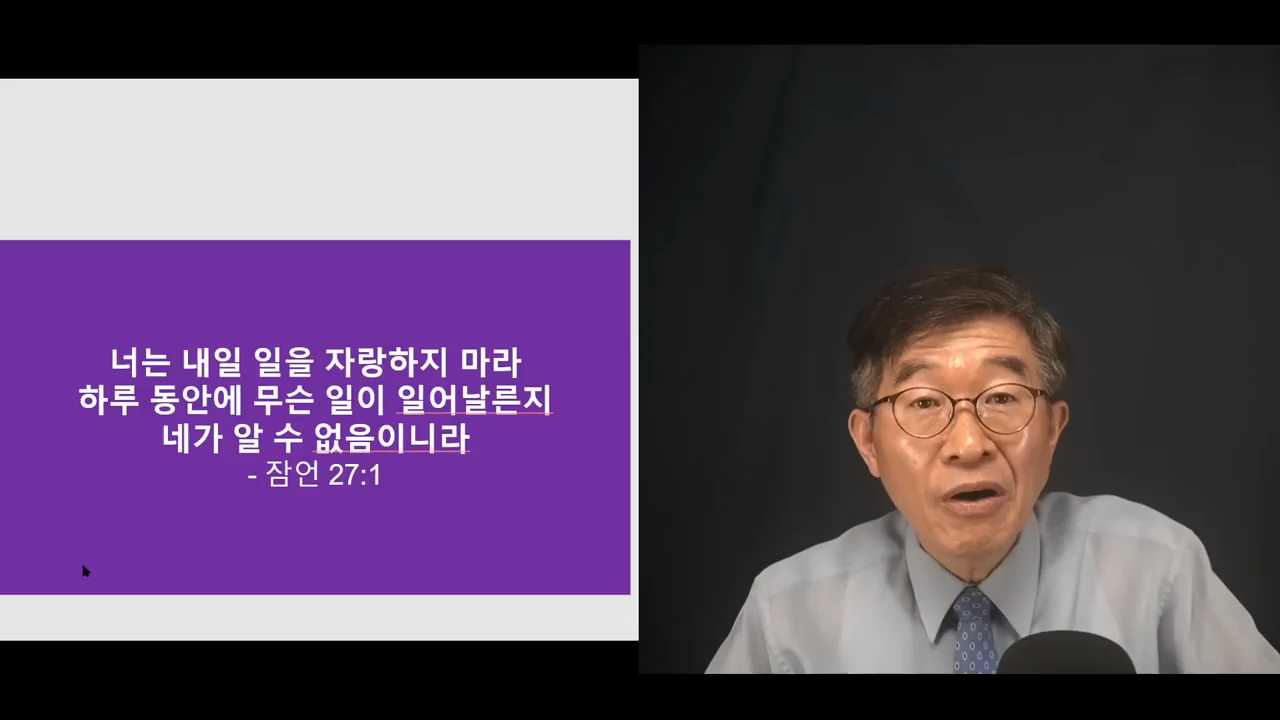 너는 내일 일을 자랑하지 마라
하루 동안에 무슨 일이 일어날른지
네가 알 수 없음이니라
- 잠언 27:1